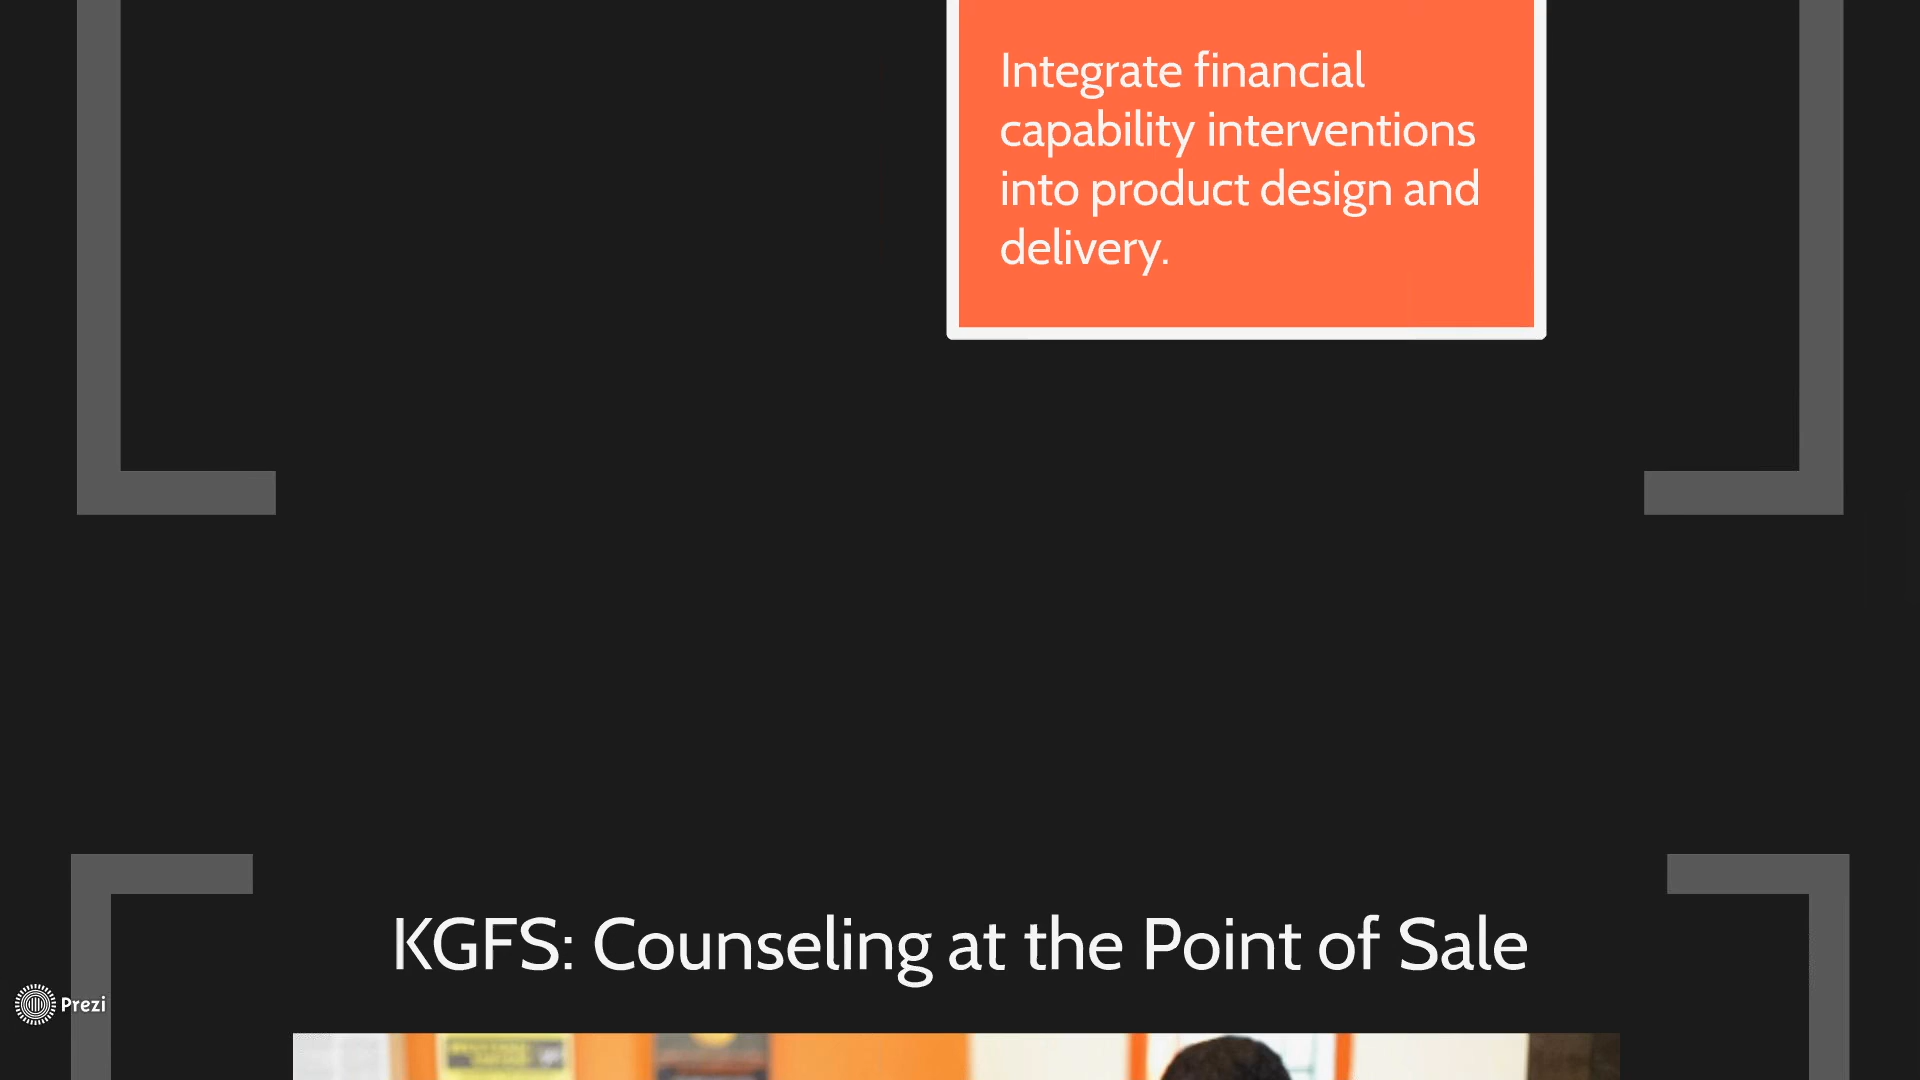 Integrate financial
capability interventions
into product design and
delivery.
KGFS: Counseling at the Point of Sale
Prezi